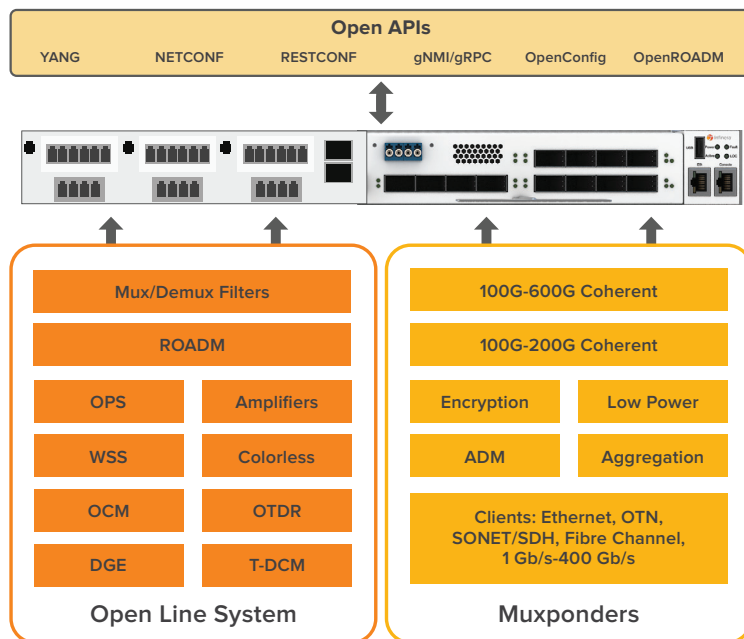 Open APIs
YANG NETCONF RESTCONF gNMI/gRPC OpenConfig OpenROADM
Mux/Demux Filters
ROADM
OPS Amplifiers
WSS Colorless
OCM OTDR
DGE T-DCM
Open Line System
100G-600G Coherent
100G-200G Coherent
Encryption Low Power
ADM Aggregation
Clients: Ethernet, OTN,
SONET/SDH, Fibre Channel,
1 Gb/s-400 Gb/s
Muxponders